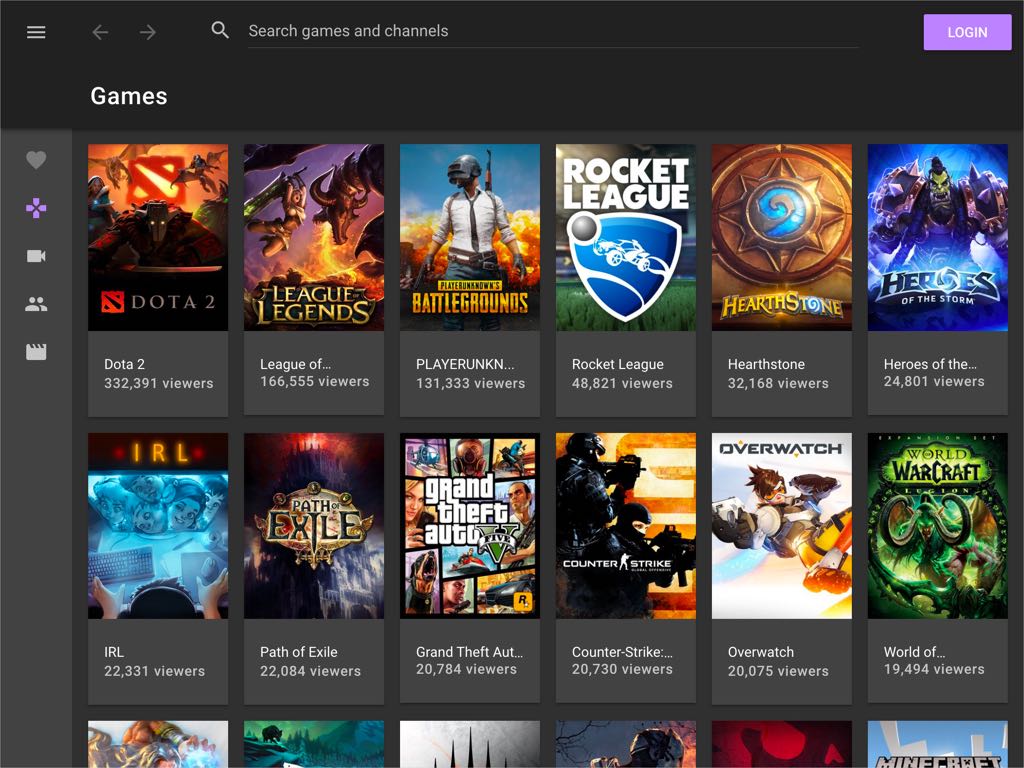 Search games and channels
LOGIN
Games
DOTA 2
LEAGUE OF LEGENDS
PLAYERUNKNOWN'S
BATTLEGROUNDS
ROCKET
LEAGUE
HEARTHSTONE
HEROES
OF THE STORM
Dota 2
332,391 viewers
League of…
166,555 viewers
PLAYERUNKN...
131,333 viewers
Rocket League
48,821 viewers
Hearthstone
32,168 viewers
Heroes of the…
24,801 viewers
IRL
PATH OF
EXILE
grand
theft
auto
FIVE
R
COUNTER STRIKE
GLOBAL OFFENSIVE
OVERWATCH
EXPANSION SET
WORLD
OF
WARCRAFT
LEGION
IRL
22,331 viewers
Path of Exile
22,084 viewers
Grand Theft Aut…
20,784 viewers
Counter-Strike:…
20,730 viewers
Overwatch
20,075 viewers
World of…
19,494 viewers
MINECRAFT